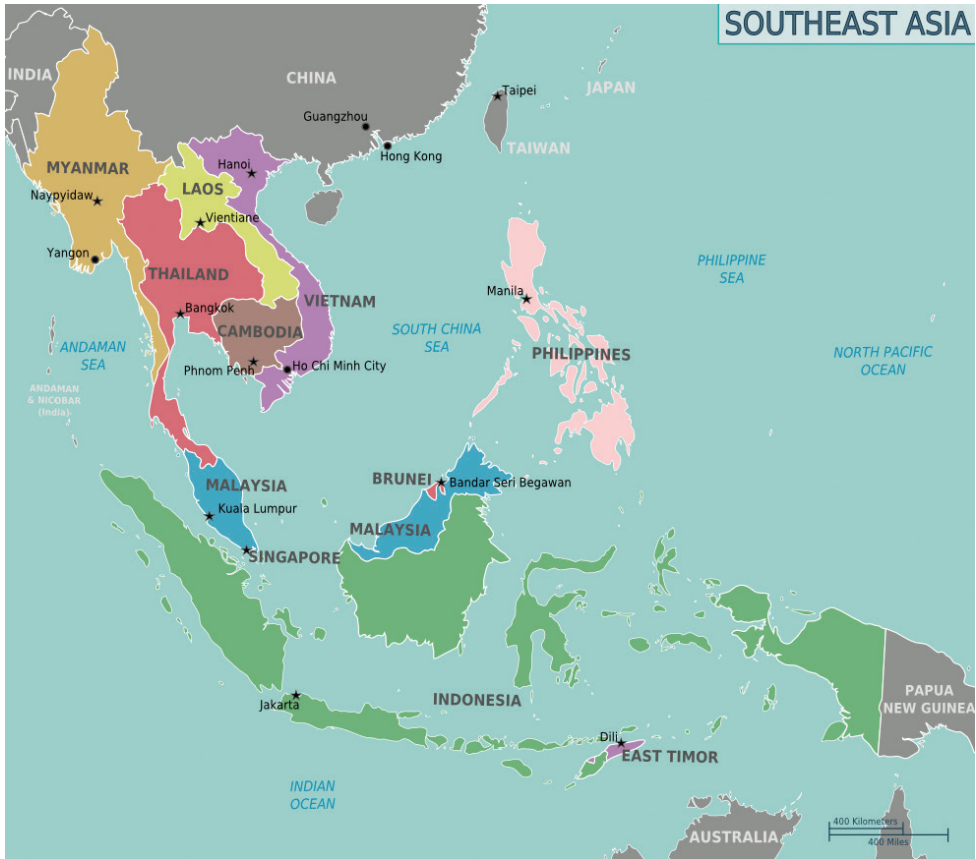 SOUTHEAST ASIA
INDIA
CHINA
Taipei
JAPAN
Guangzhou
TAIWAN
Hong Kong
MYANMAR
Hanoi
LAOS
Naypyidaw
Vientiane
Yangon
THAILAND
PHILIPPINE
SEA
Manila
VIETNAM
Bangkok
CAMBODIA
SOUTH CHINA
SEA
ANDAMAN
SEA
PHILIPPINES
NORTH PACIFIC
OCEAN
Phnom Penh
Ho Chi Minh City
ANDAMAN
& NICOBAR
(India)
BRUNEI
Bandar Seri Begawan
MALAYSIA
Kuala Lumpur
MALAYSIA
SINGAPORE
INDONESIA
Jakarta
PAPUA
NEW GUINEA
Dili
EAST TIMOR
INDIAN
OCEAN
AUSTRALIA
400 Kilometers
400 Miles